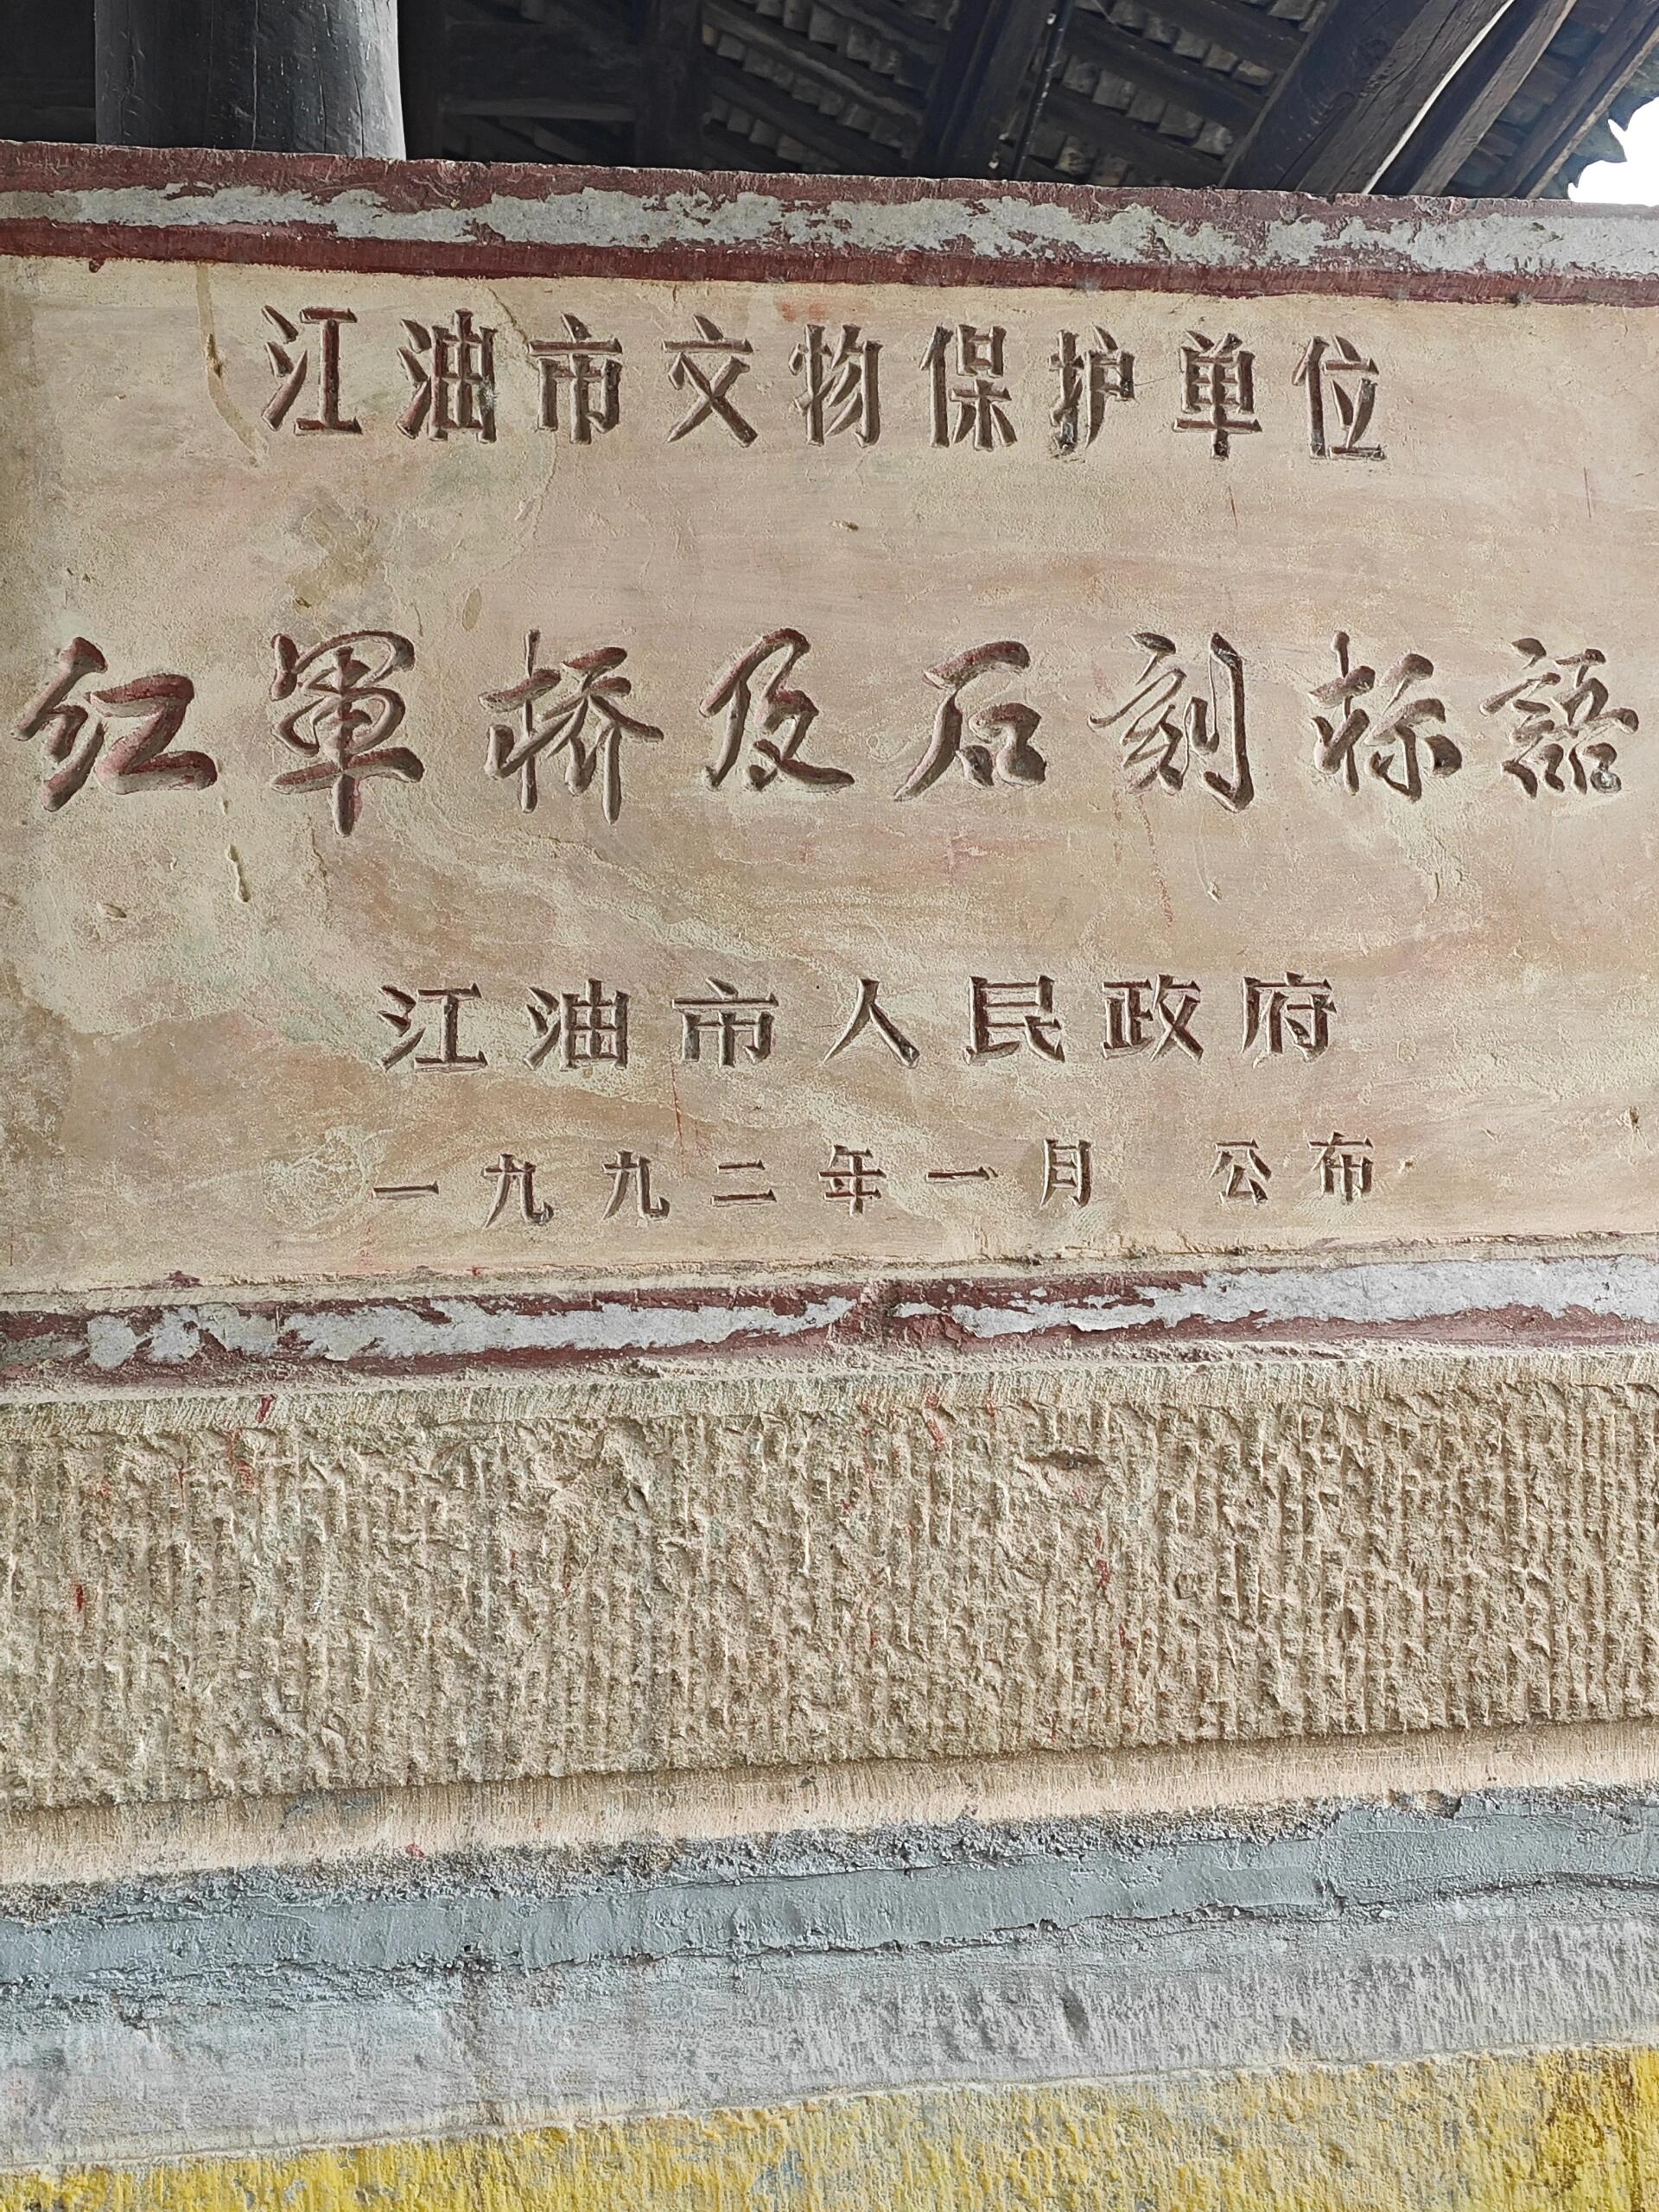 江油市文物保护单位
红軍桥及石刻标語
江油市人民政府
一九九二年一月 公布